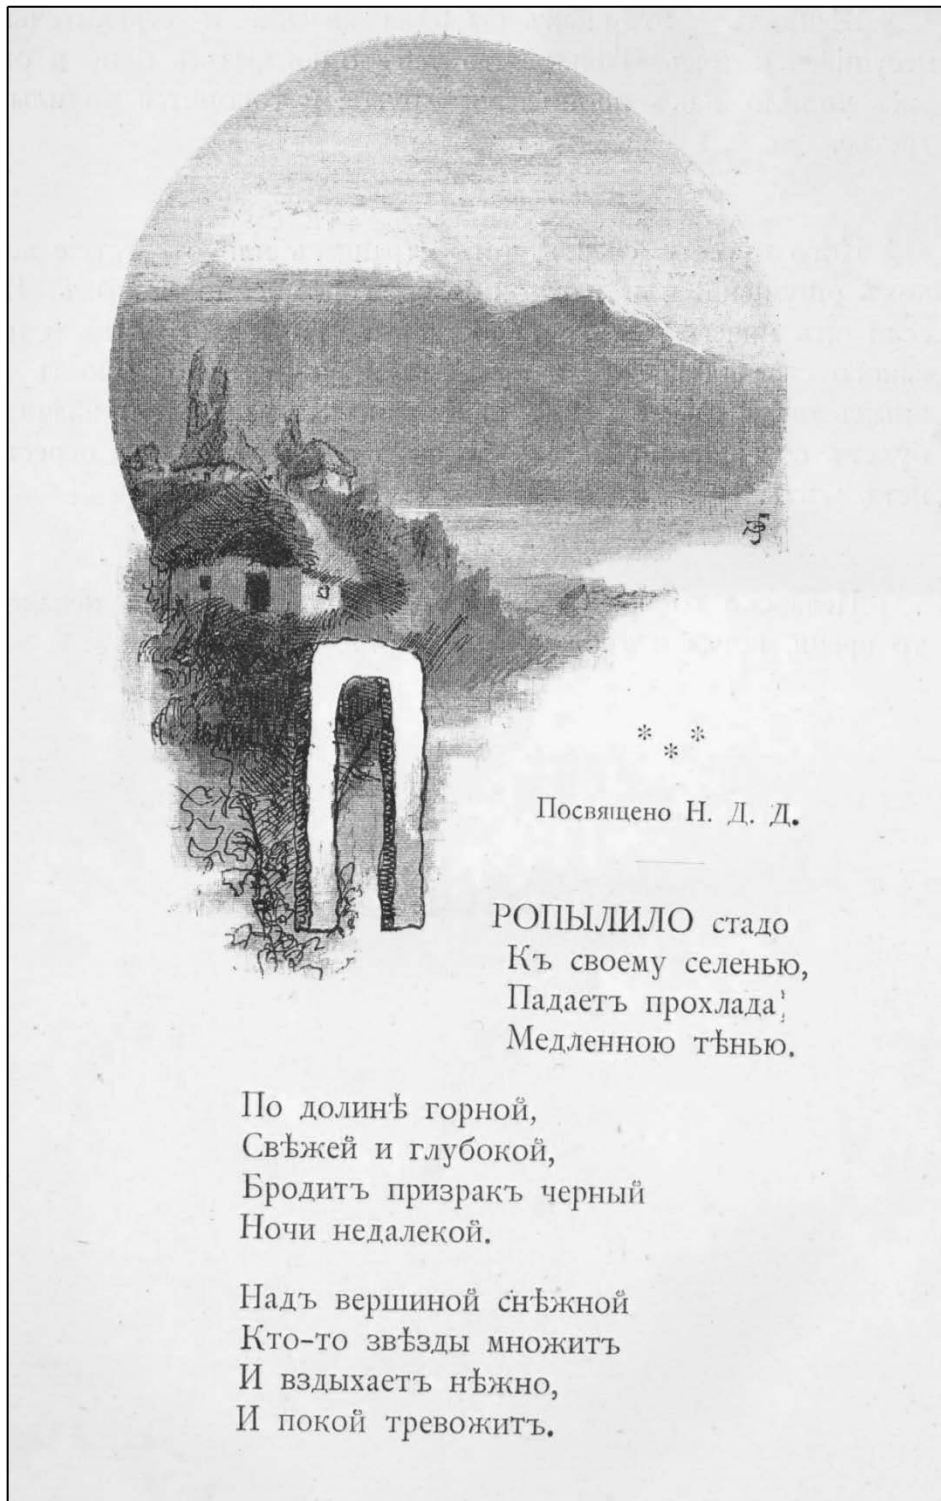 * * *
Посвящено Н. Д. Д.
ПРОПЫЛИЛО стадо
Къ своему селенью,
Падаетъ прохлада
Медленною тѣнью.
По долинѣ горной,
Свѣжей и глубокой,
Бродитъ призракъ черный
Ночи недалекой.
Надъ вершиной снѣжной
Кто-то звѣзды множитъ
И вздыхаетъ нѣжно,
И покой тревожитъ.